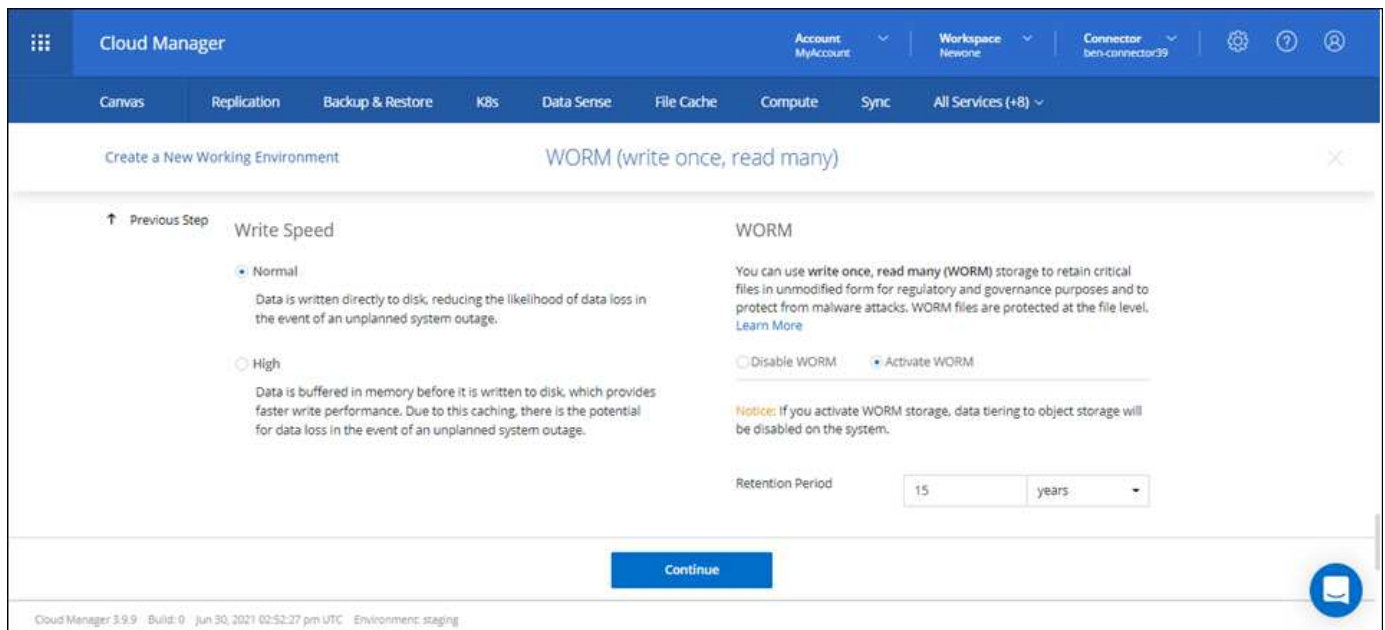 Cloud Manager
Account
MyAccount
Workspace
Newone
Connector
ben-connector39
Canvas
Replication
Backup & Restore
K8s
Data Sense
File Cache
Compute
Sync
All Services (+8)
Create a New Working Environment
WORM (write once, read many)
↑ Previous Step
Write Speed
Normal
Data is written directly to disk, reducing the likelihood of data loss in
the event of an unplanned system outage.
High
Data is buffered in memory before it is written to disk, which provides
faster write performance. Due to this caching, there is the potential
for data loss in the event of an unplanned system outage.
WORM
You can use write once, read many (WORM) storage to retain critical
files in unmodified form for regulatory and governance purposes and to
protect from malware attacks. WORM files are protected at the file level.
Learn More
Disable WORM
Activate WORM
Notice: If you activate WORM storage, data tiering to object storage will
be disabled on the system.
Retention Period
15
years
Continue
Cloud Manager 3.9.9 Build: 0 Jun 30, 2021 02:52:27 pm UTC Environment: staging